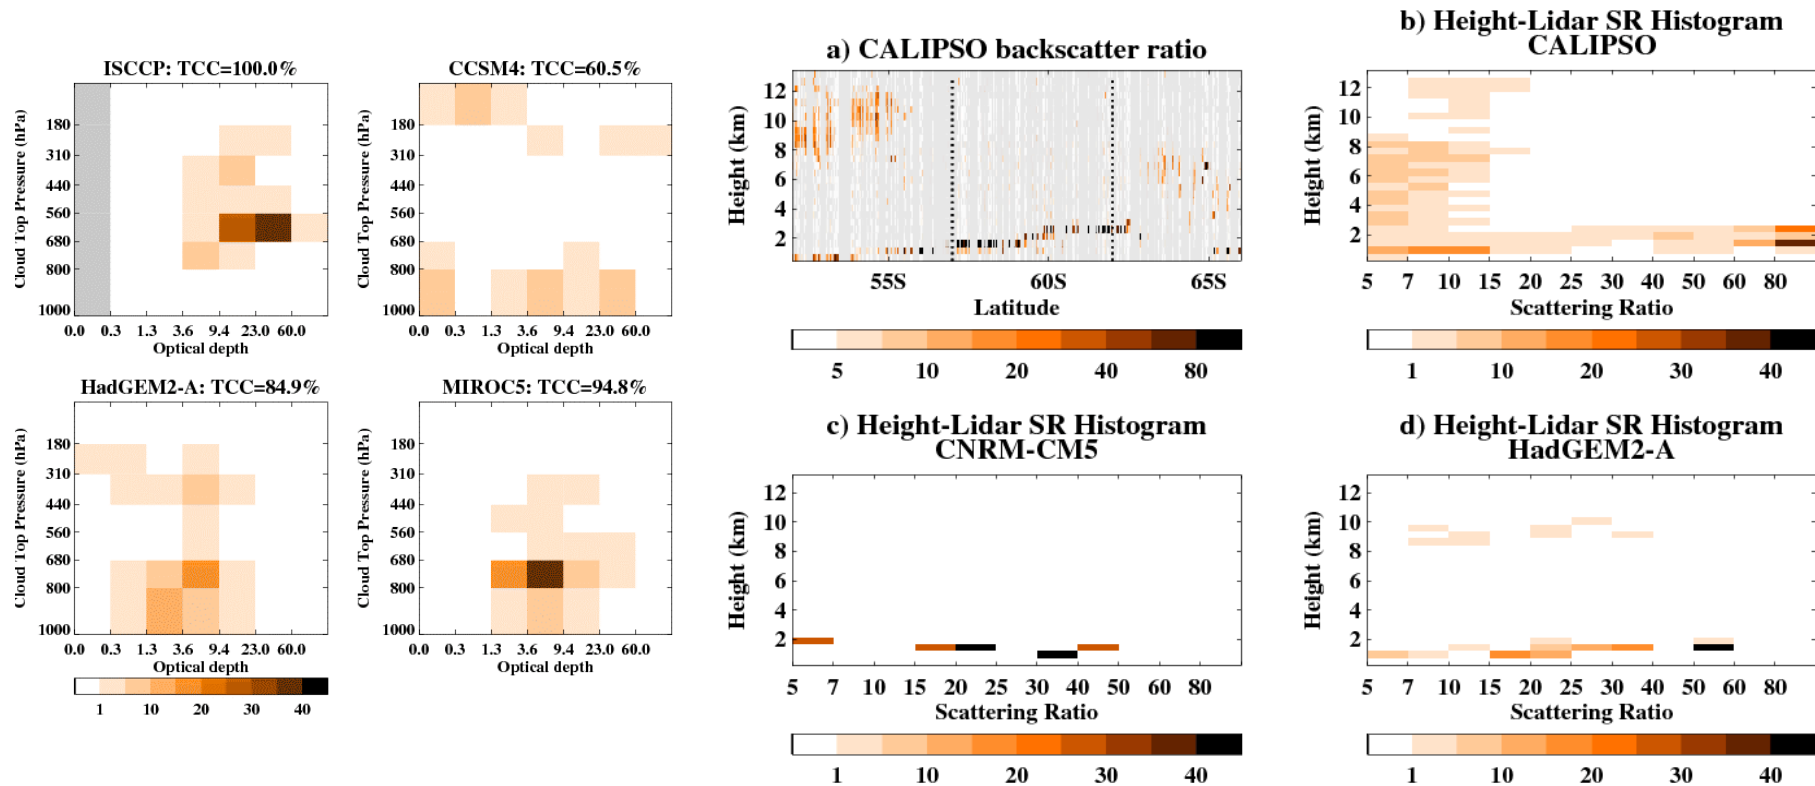 ISCCP: TCC=100.0%
Cloud Top Pressure (hPa)
180
310
440
560
680
800
1000
0.0 0.3 1.3 3.6 9.4 23.0 60.0
Optical depth
CCSM4: TCC=60.5%
Cloud Top Pressure (hPa)
180
310
440
560
680
800
1000
0.0 0.3 1.3 3.6 9.4 23.0 60.0
Optical depth
HadGEM2-A: TCC=84.9%
Cloud Top Pressure (hPa)
180
310
440
560
680
800
1000
0.0 0.3 1.3 3.6 9.4 23.0 60.0
Optical depth
1 10 20 30 40
MIROC5: TCC=94.8%
Cloud Top Pressure (hPa)
180
310
440
560
680
800
1000
0.0 0.3 1.3 3.6 9.4 23.0 60.0
Optical depth
a) CALIPSO backscatter ratio
Height (km)
12
10
8
6
4
2
55S 60S 65S
Latitude
5 10 20 40 80
b) Height-Lidar SR Histogram
CALIPSO
Height (km)
12
10
8
6
4
2
5 7 10 15 20 25 30 40 50 60 80
Scattering Ratio
1 10 20 30 40
c) Height-Lidar SR Histogram
CNRM-CM5
Height (km)
12
10
8
6
4
2
5 7 10 15 20 25 30 40 50 60 80
Scattering Ratio
1 10 20 30 40
d) Height-Lidar SR Histogram
HadGEM2-A
Height (km)
12
10
8
6
4
2
5 7 10 15 20 25 30 40 50 60 80
Scattering Ratio
1 10 20 30 40